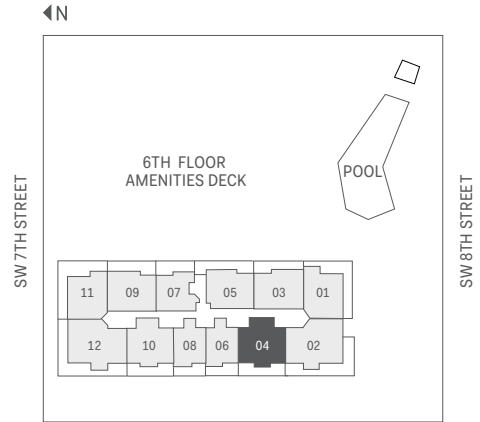 N
6TH FLOOR
AMENITIES DECK
POOL
SW 7TH STREET
SW 8TH STREET
11 09 07 05 03 01
12 10 08 06 04 02